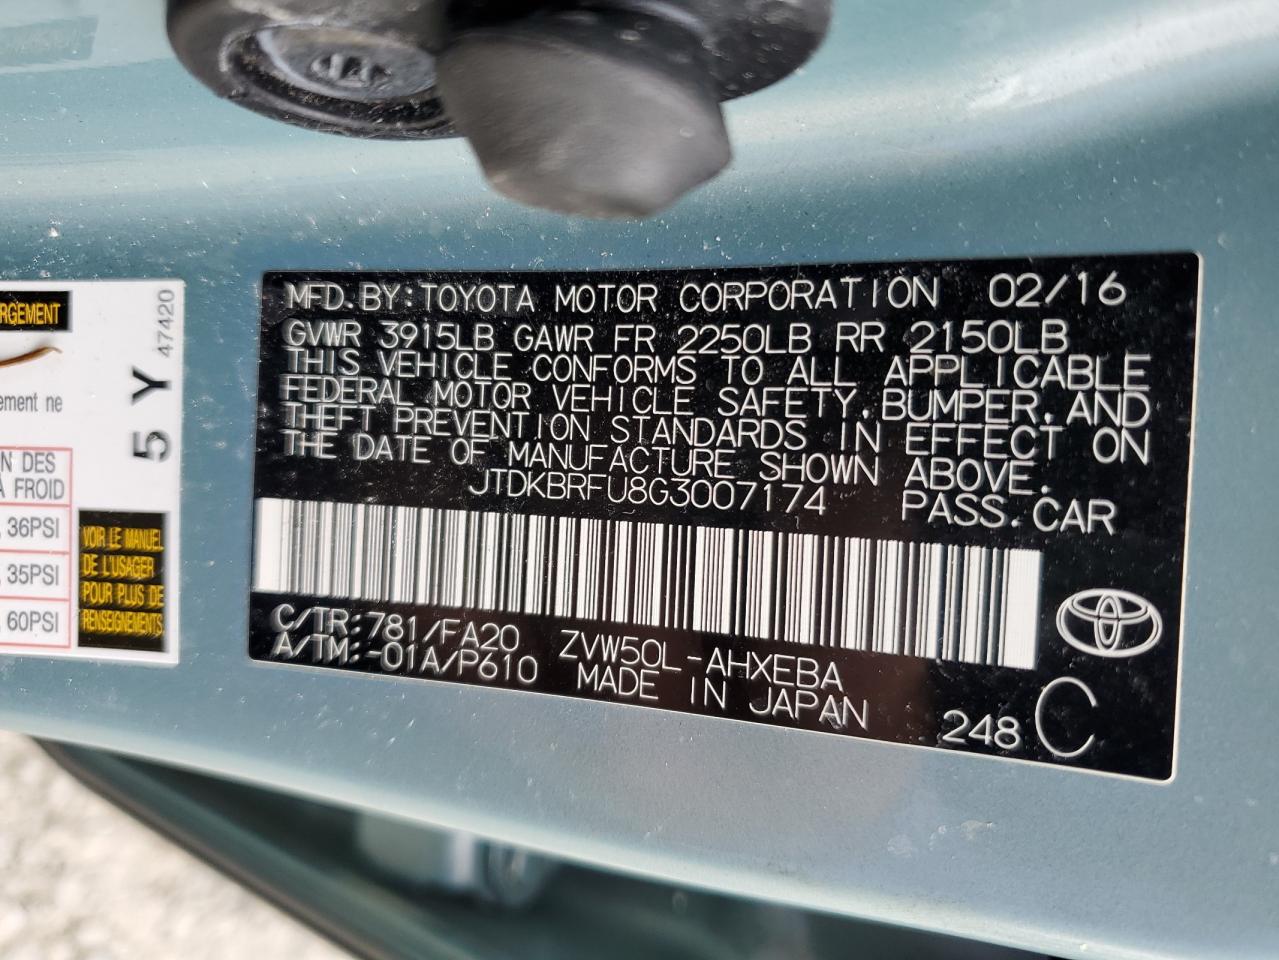 MFD. BY: TOYOTA MOTOR CORPORATION 02/16
GVWR 3915LB GAWR FR 2250LB RR 2150LB
THIS VEHICLE CONFORMS TO ALL APPLICABLE
FEDERAL MOTOR VEHICLE SAFETY, BUMPER, AND
THEFT PREVENTION STANDARDS IN EFFECT ON
THE DATE OF MANUFACTURE SHOWN ABOVE.
JTDKBRFU8G3007174 PASS. CAR
C/TR: 781/FA20 ZVW50L-AHXEBA
A/TM: -01A/P610 MADE IN JAPAN
248 C
RGEMENT
ement ne
N DES
A FROID
, 36PSI
, 35PSI
, 60PSI
5 Y 47420
VOIR LE MANUEL
DE L'USAGER
POUR PLUS DE
RENSEIGNEMENTS